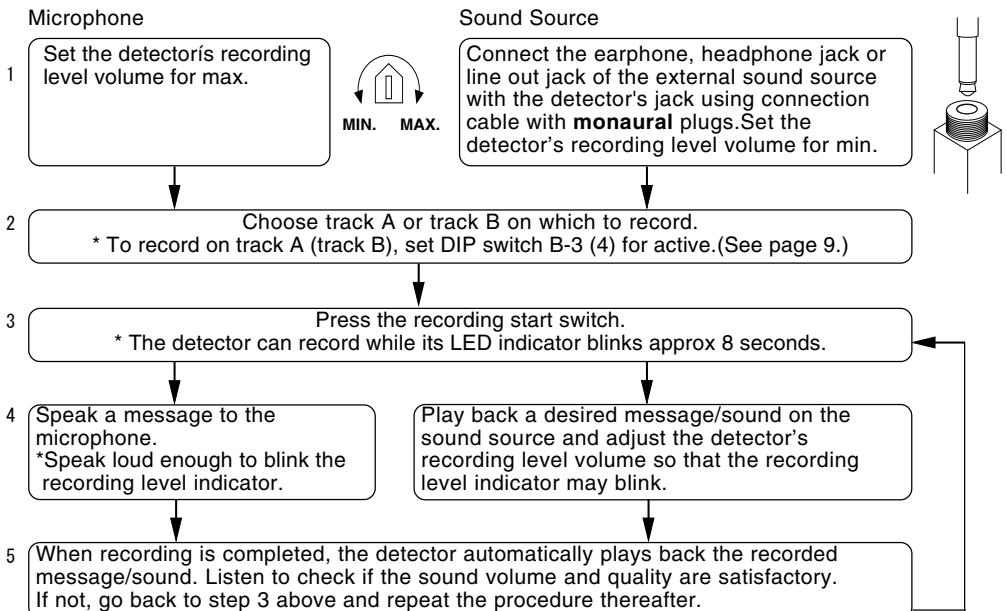 Microphone
Sound Source
1
Set the detectorís recording
level volume for max.
MIN. MAX.
Connect the earphone, headphone jack or
line out jack of the external sound source
with the detector's jack using connection
cable with monaural plugs.Set the
detector’s recording level volume for min.
2
Choose track A or track B on which to record.
* To record on track A (track B), set DIP switch B-3 (4) for active.(See page 9.)
3
Press the recording start switch.
* The detector can record while its LED indicator blinks approx 8 seconds.
4
Speak a message to the
microphone.
*Speak loud enough to blink the
recording level indicator.
Play back a desired message/sound on the
sound source and adjust the detector’s
recording level volume so that the recording
level indicator may blink.
5
When recording is completed, the detector automatically plays back the recorded
message/sound. Listen to check if the sound volume and quality are satisfactory.
If not, go back to step 3 above and repeat the procedure thereafter.